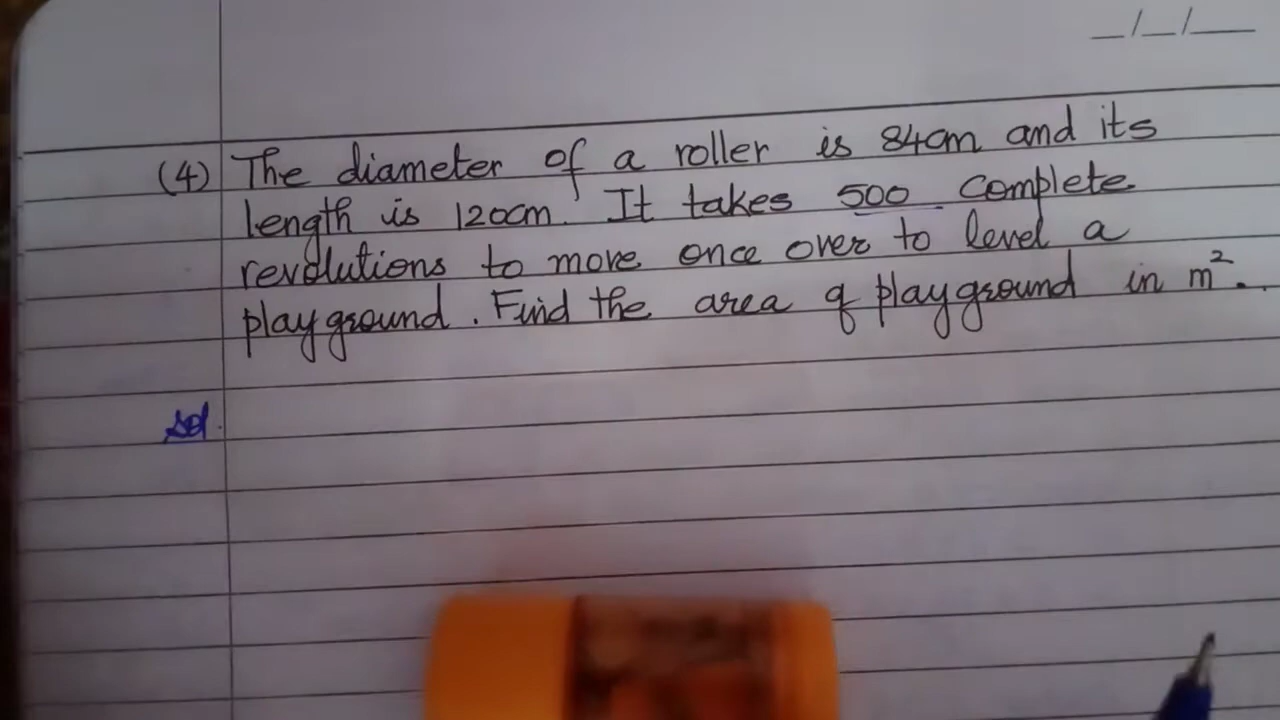 _/_/__
(4) The diameter of a roller is 84cm and its
length is 120cm. It takes 500 complete
revolutions to move once over to level a
playground. Find the area of playground in m².
Sol.